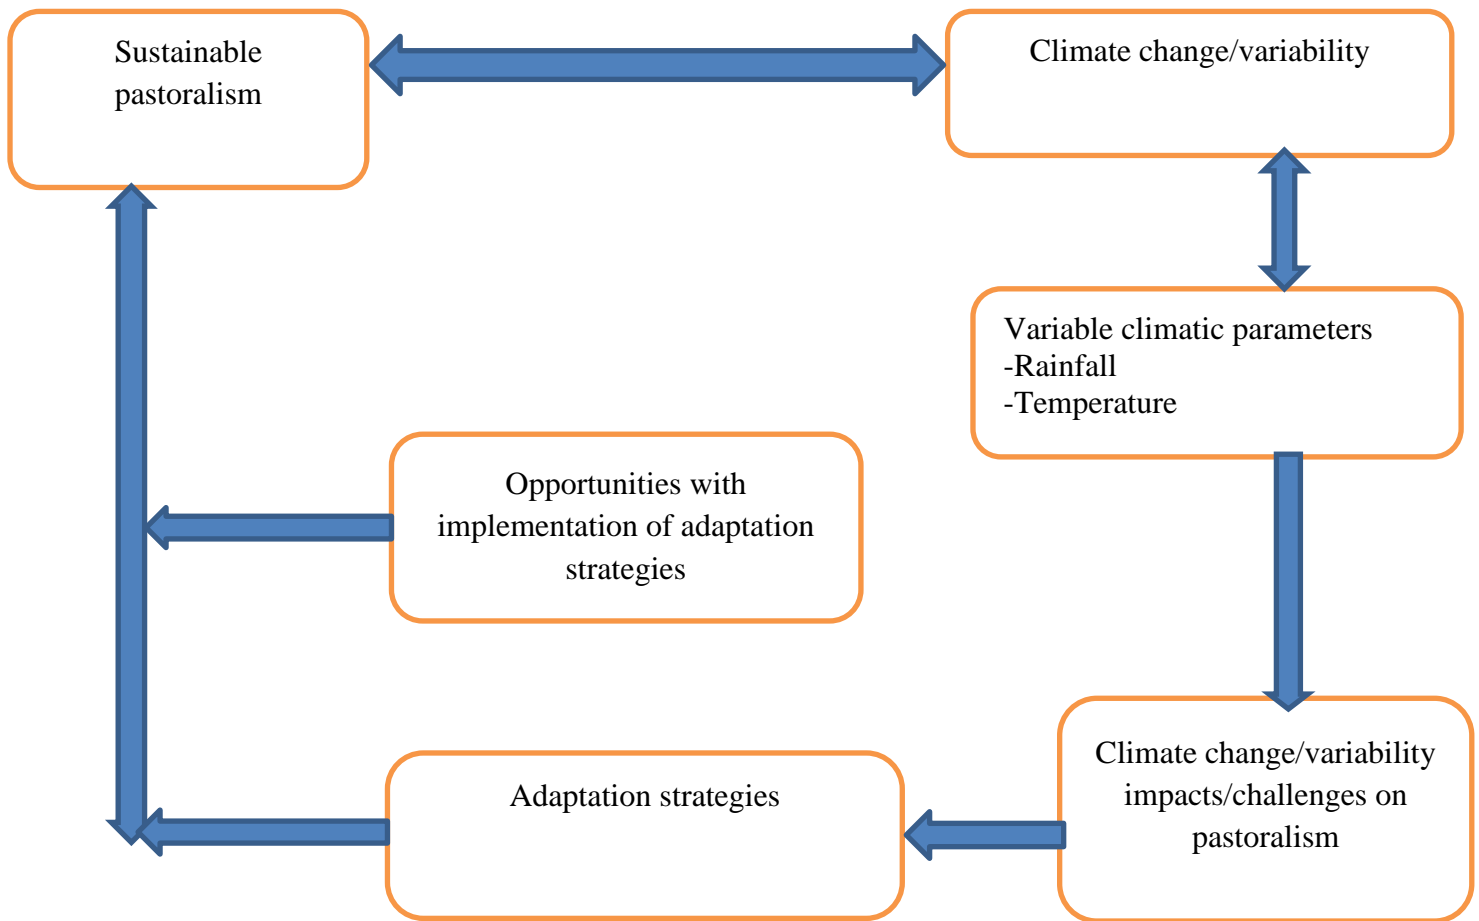 Sustainable
pastoralism
Climate change/variability
Variable climatic parameters
-Rainfall
-Temperature
Opportunities with
implementation of adaptation
strategies
Adaptation strategies
Climate change/variability
impacts/challenges on
pastoralism